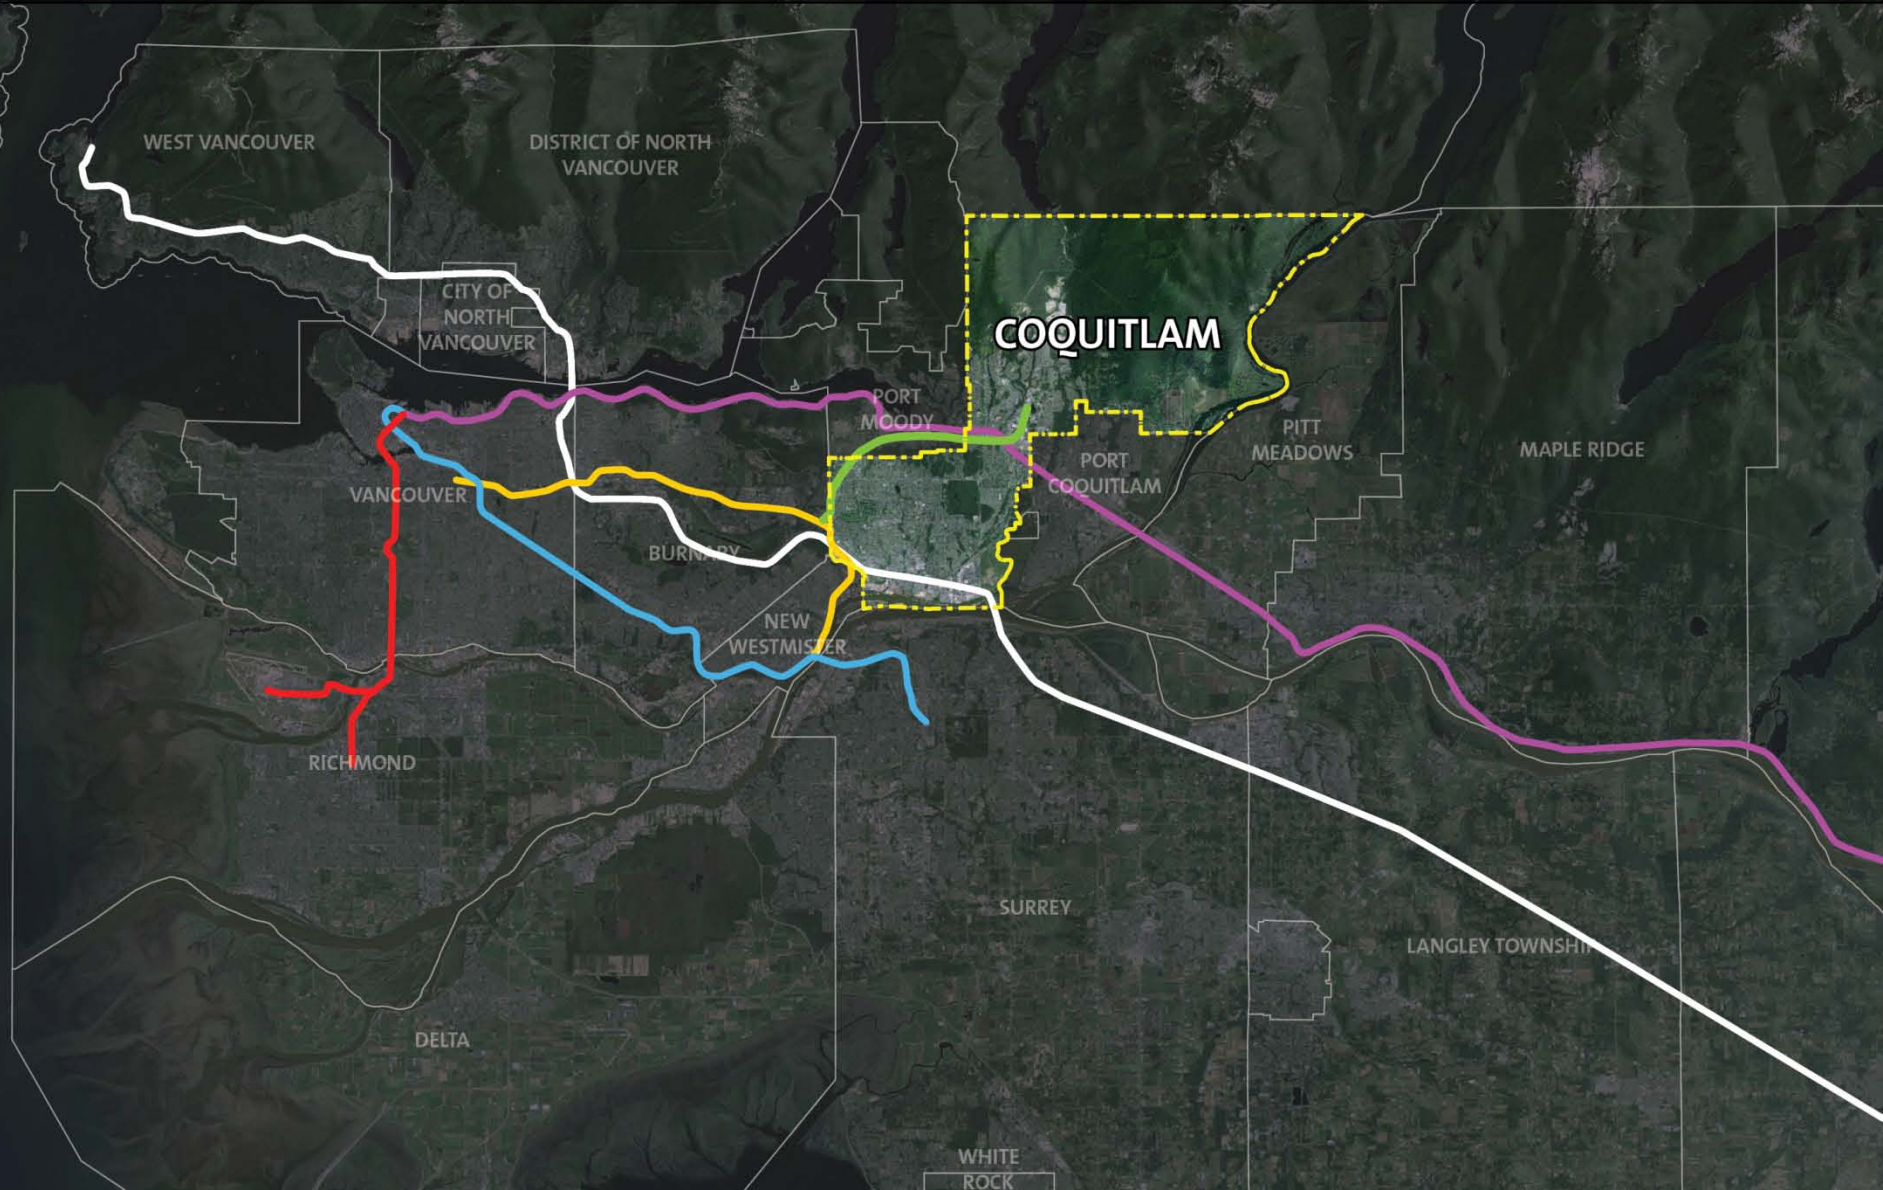 WEST VANCOUVER
DISTRICT OF NORTH
VANCOUVER
CITY OF
NORTH
VANCOUVER
COQUITLAM
PORT
MOODY
PITT
MEADOWS
MAPLE RIDGE
PORT
COQUITLAM
VANCOUVER
BURNABY
NEW
WESTMISTER
RICHMOND
SURREY
LANGLEY TOWNSHIP
DELTA
WHITE
ROCK